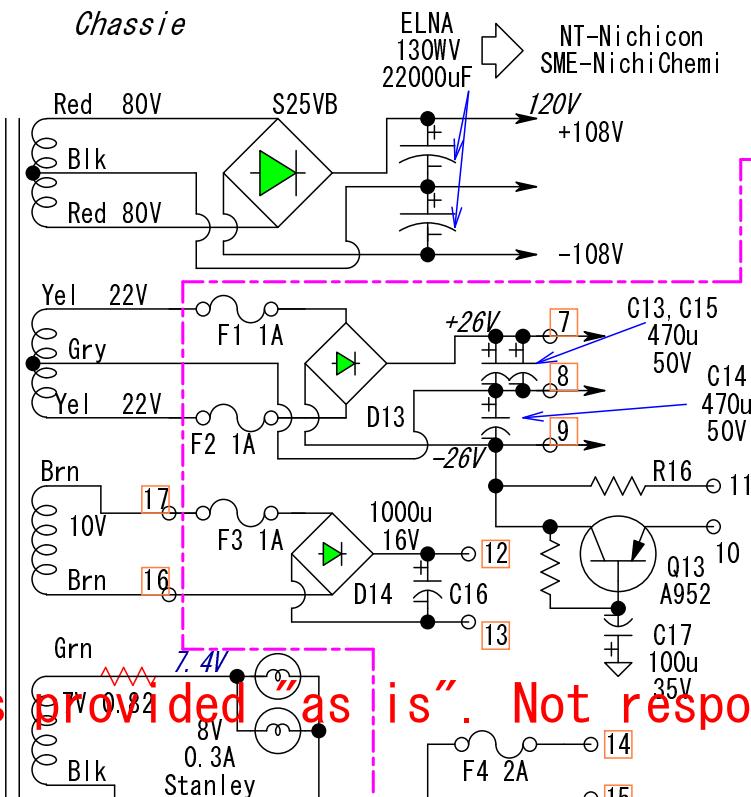 Chassie
ELNA
130WV
22000uF
NT-Nichicon
SME-NichiChemi
Red 80V
S25VB
120V
+108V
Blk
Red 80V
-108V
Yel 22V
F1 1A
+26V
7
C13,C15
470u
50V
Gry
8
C14
470u
50V
Yel 22V
D13
9
F2 1A
-26V
Brn
17
10V
F3 1A
1000u
16V
R16
11
12
10
Brn
16
D14
C16
Q13
A952
13
C17
100u
35V
Grn
7.4V
7V 0.82
s provided "as is". Not respo
8V
0.3A
Stanley
Blk
F4 2A
14
15